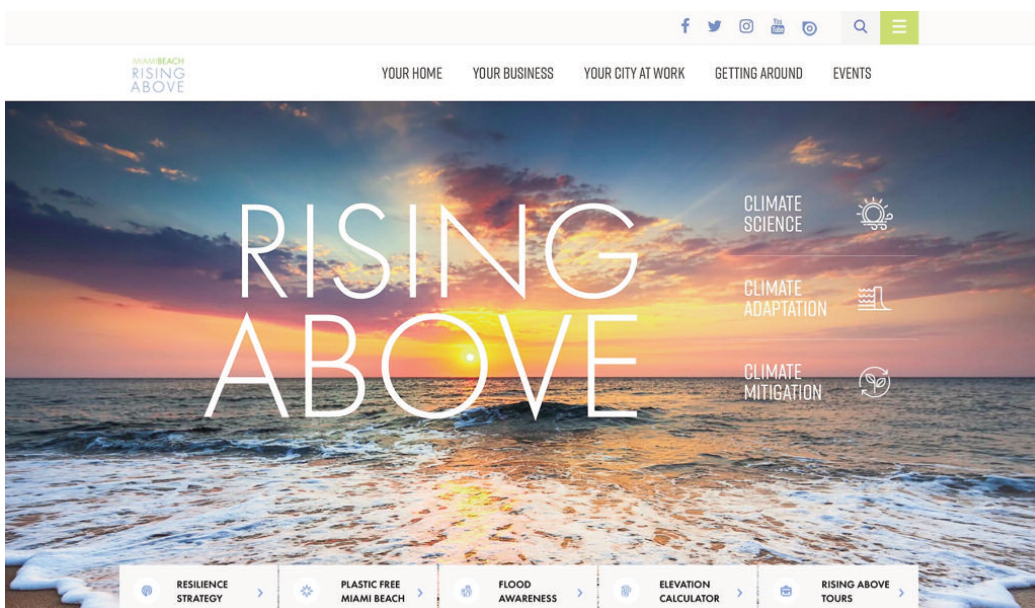 MIAMIBEACH
RISING
ABOVE
YOUR HOME
YOUR BUSINESS
YOUR CITY AT WORK
GETTING AROUND
EVENTS
RISING
ABOVE
CLIMATE
SCIENCE
CLIMATE
ADAPTATION
CLIMATE
MITIGATION
RESILIENCE
STRATEGY
PLASTIC FREE
MIAMI BEACH
FLOOD
AWARENESS
ELEVATION
CALCULATOR
RISING ABOVE
TOURS